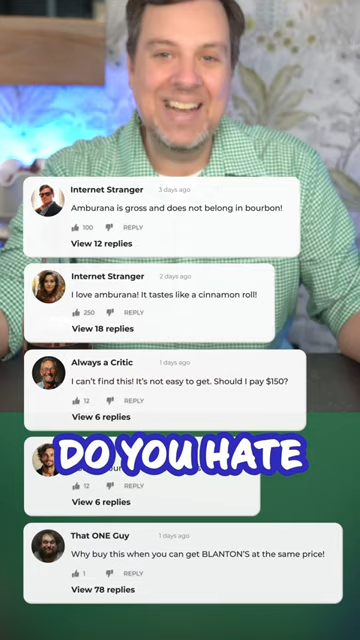 Internet Stranger 3 days ago
Amburana is gross and does not belong in bourbon!
100 REPLY
View 12 replies
Internet Stranger 2 days ago
I love amburana! It tastes like a cinnamon roll!
250 REPLY
View 18 replies
Always a Critic 1 days ago
I can't find this! It's not easy to get. Should I pay $150?
12 REPLY
View 6 replies
DO YOU HATE
12 REPLY
View 6 replies
That ONE Guy 1 days ago
Why buy this when you can get BLANTON'S at the same price!
1 REPLY
View 78 replies